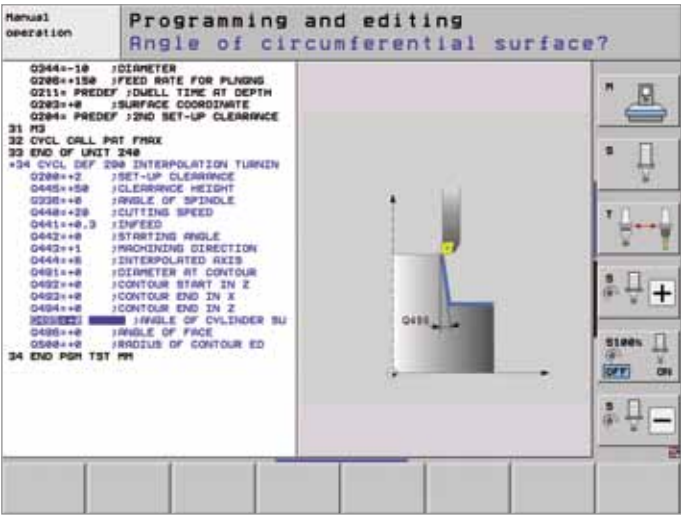 Manual
operation
Programming and editing
Angle of circumferential surface?
Q344=-10 ;DIAMETER
Q206=+150 ;FEED RATE FOR PLNGNG
Q211= PREDEF ;DWELL TIME AT DEPTH
Q203=+0 ;SURFACE COORDINATE
Q204= PREDEF ;2ND SET-UP CLEARANCE
31 M3
32 CYCL CALL PAT FMAX
33 END OF UNIT 240
*34 CYCL DEF 290 INTERPOLATION TURNIN
Q200=+2 ;SET-UP CLEARANCE
Q445=+50 ;CLEARANCE HEIGHT
Q336=+0 ;ANGLE OF SPINDLE
Q440=+20 ;CUTTING SPEED
Q441=+0.3 ;INFEED
Q442=+0 ;STARTING ANGLE
Q443=+1 ;MACHINING DIRECTION
Q444=+6 ;INTERPOLATED AXIS
Q491=+0 ;DIAMETER AT CONTOUR
Q492=+0 ;CONTOUR START IN Z
Q493=+0 ;CONTOUR END IN X
Q494=+0 ;CONTOUR END IN Z
Q495=+0 ;ANGLE OF CYLINDER SU
Q496=+0 ;ANGLE OF FACE
Q500=+0 ;RADIUS OF CONTOUR ED
34 END PGM TST MM
M
S
T
S
+
S100%
OFF ON
S
-